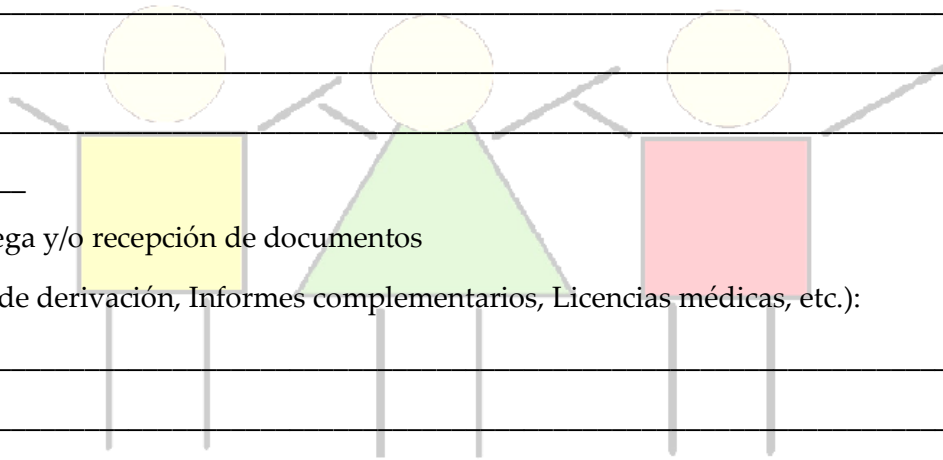 ega y/o recepción de documentos
de derivación, Informes complementarios, Licencias médicas, etc.):